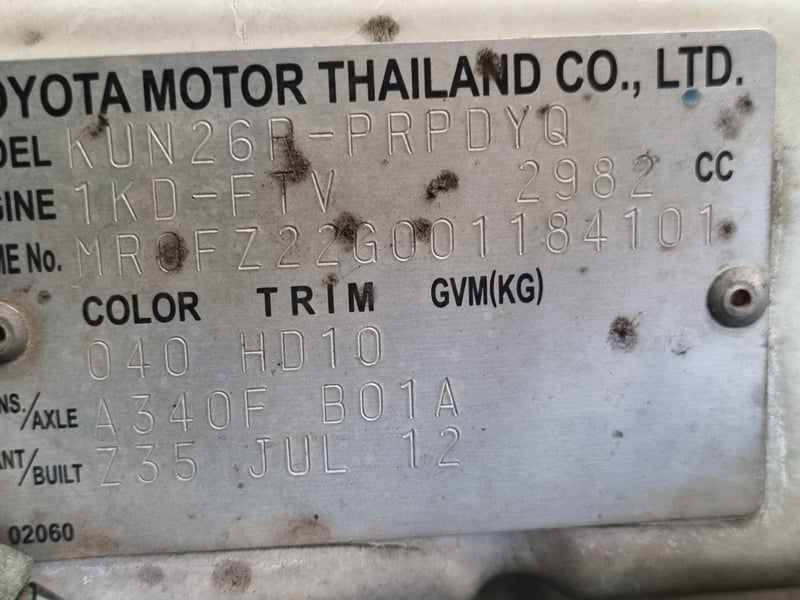 OYOTA MOTOR THAILAND CO., LTD.
DEL KUN26R-PRPDYQ
GINE 1KD-FTV 2982 CC
ME No. MR0FZ22G001184101
COLOR TRIM GVM(KG)
040 HD10
NS./AXLE A340F B01A
ANT/BUILT Z35 JUL 12
02060